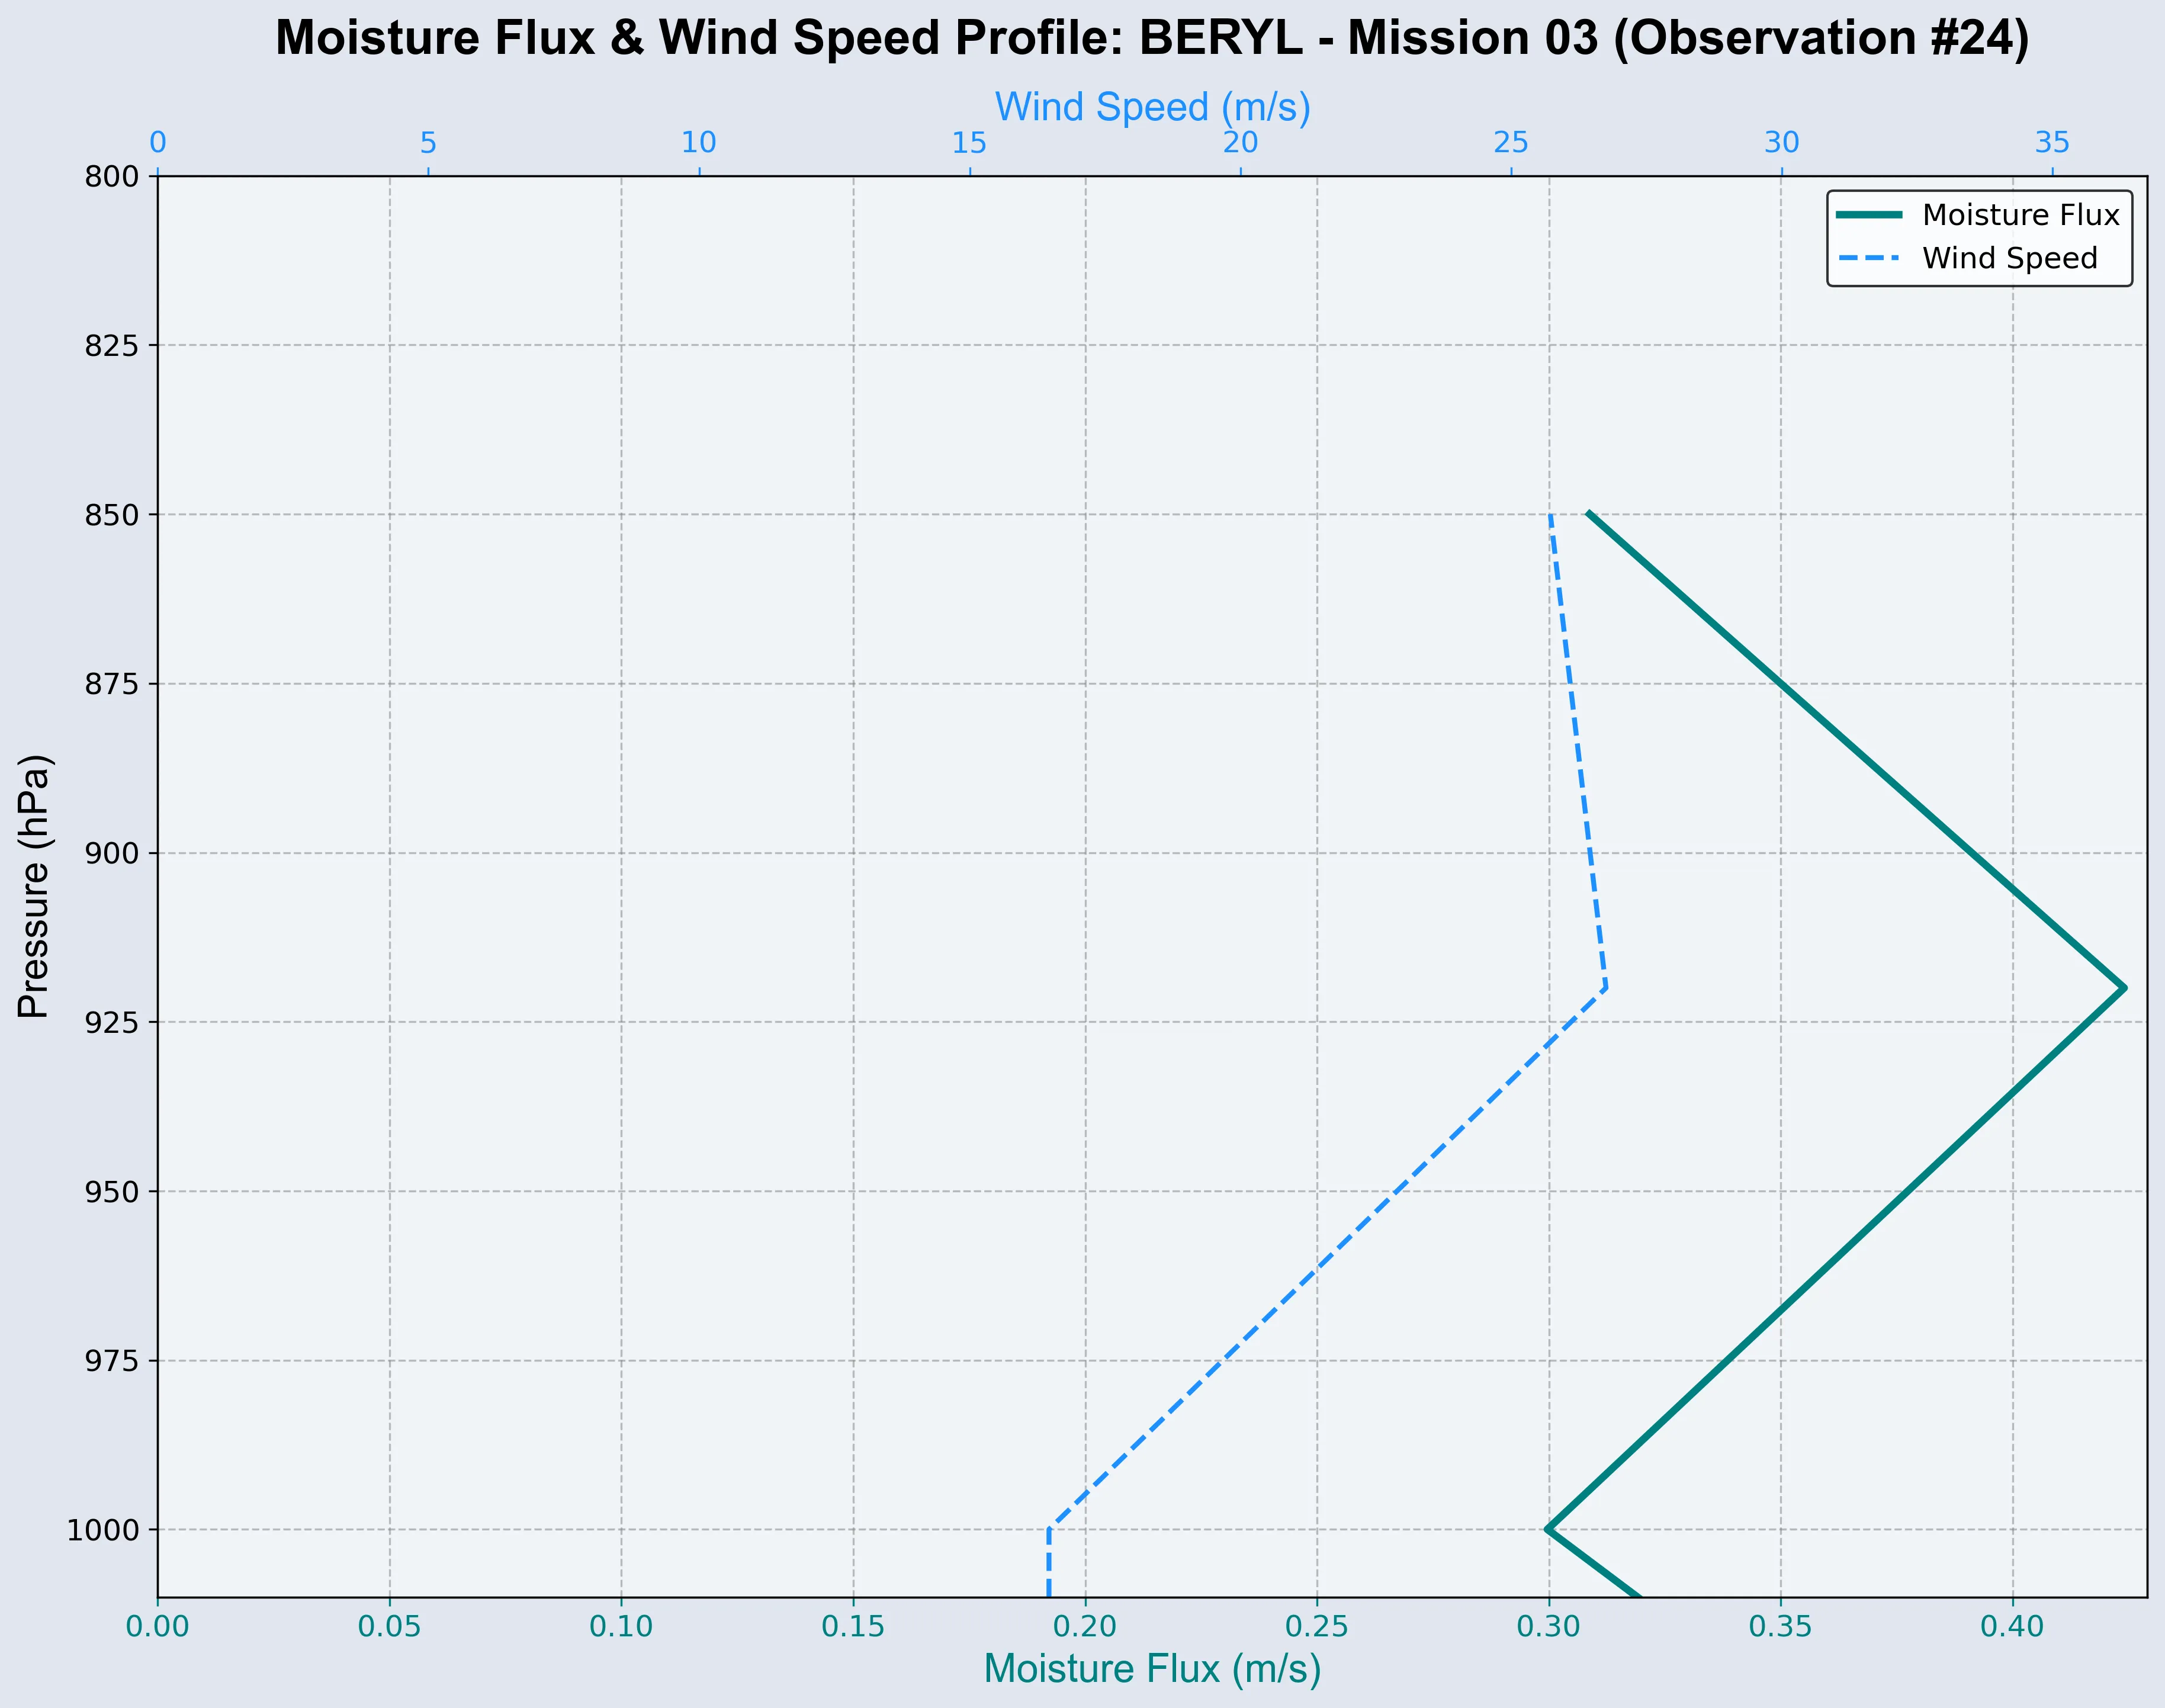 Moisture Flux & Wind Speed Profile: BERYL - Mission 03 (Observation #24)
Wind Speed (m/s)
0 5 10 15 20 25 30 35
Moisture Flux
Wind Speed
Pressure (hPa)
800
825
850
875
900
925
950
975
1000
0.00 0.05 0.10 0.15 0.20 0.25 0.30 0.35 0.40
Moisture Flux (m/s)